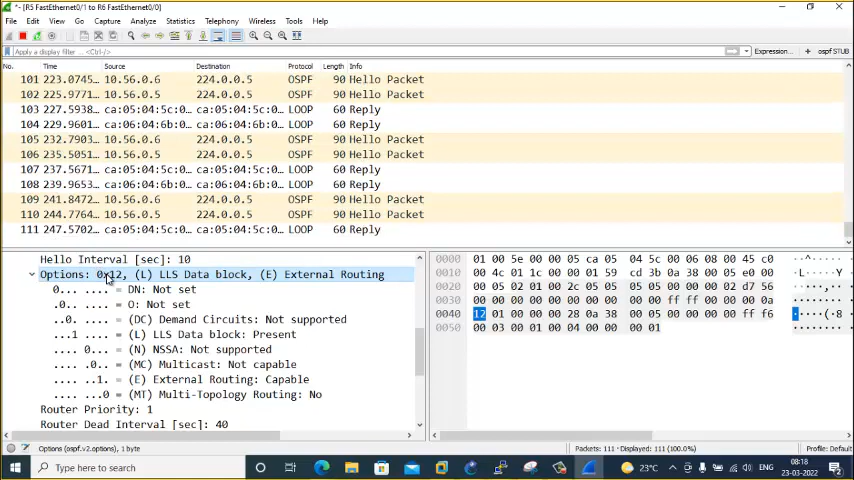 *- [R5 FastEthernet0/1 to R6 FastEthernet0/0]
File Edit View Go Capture Analyze Statistics Telephony Wireless Tools Help
Apply a display filter ... <Ctrl-/> Expression... + ospf STUB
No. Time Source Destination Protocol Length Info
101 223.0745... 10.56.0.6 224.0.0.5 OSPF 90 Hello Packet
102 225.9771... 10.56.0.5 224.0.0.5 OSPF 90 Hello Packet
103 227.5938... ca:05:04:5c:0... ca:05:04:5c:0... LOOP 60 Reply
104 229.9601... ca:06:04:6b:0... ca:06:04:6b:0... LOOP 60 Reply
105 232.7903... 10.56.0.6 224.0.0.5 OSPF 90 Hello Packet
106 235.5051... 10.56.0.5 224.0.0.5 OSPF 90 Hello Packet
107 237.5671... ca:05:04:5c:0... ca:05:04:5c:0... LOOP 60 Reply
108 239.9653... ca:06:04:6b:0... ca:06:04:6b:0... LOOP 60 Reply
109 241.8472... 10.56.0.6 224.0.0.5 OSPF 90 Hello Packet
110 244.7764... 10.56.0.5 224.0.0.5 OSPF 90 Hello Packet
111 247.5702... ca:05:04:5c:0... ca:05:04:5c:0... LOOP 60 Reply
Hello Interval [sec]: 10
Options: 0x12, (L) LLS Data block, (E) External Routing
0... .... = DN: Not set
.0.. .... = O: Not set
..0. .... = (DC) Demand Circuits: Not supported
...1 .... = (L) LLS Data block: Present
.... 0... = (N) NSSA: Not supported
.... .0.. = (MC) Multicast: Not capable
.... ..1. = (E) External Routing: Capable
.... ...0 = (MT) Multi-Topology Routing: No
Router Priority: 1
Router Dead Interval [sec]: 40
0000 01 00 5e 00 00 05 ca 05 04 5c 00 06 08 00 45 c0 ..^.....
0010 00 4c 01 1c 00 00 01 59 cd 3b 0a 38 00 05 e0 00 .L.....Y
0020 00 05 02 01 00 2c 05 05 05 05 00 00 00 02 d7 56 .....,..
0030 00 00 00 00 00 00 00 00 00 00 ff ff 00 00 00 0a ........
0040 12 01 00 00 00 28 0a 38 00 05 00 00 00 00 ff f6 .....(.8
0050 00 03 00 01 00 04 00 00 00 01 ........
Options (ospf.v2.options), 1 byte Packets: 111 · Displayed: 111 (100.0%) Profile: Default
Type here to search 23°C ENG 08:18
23-03-2022